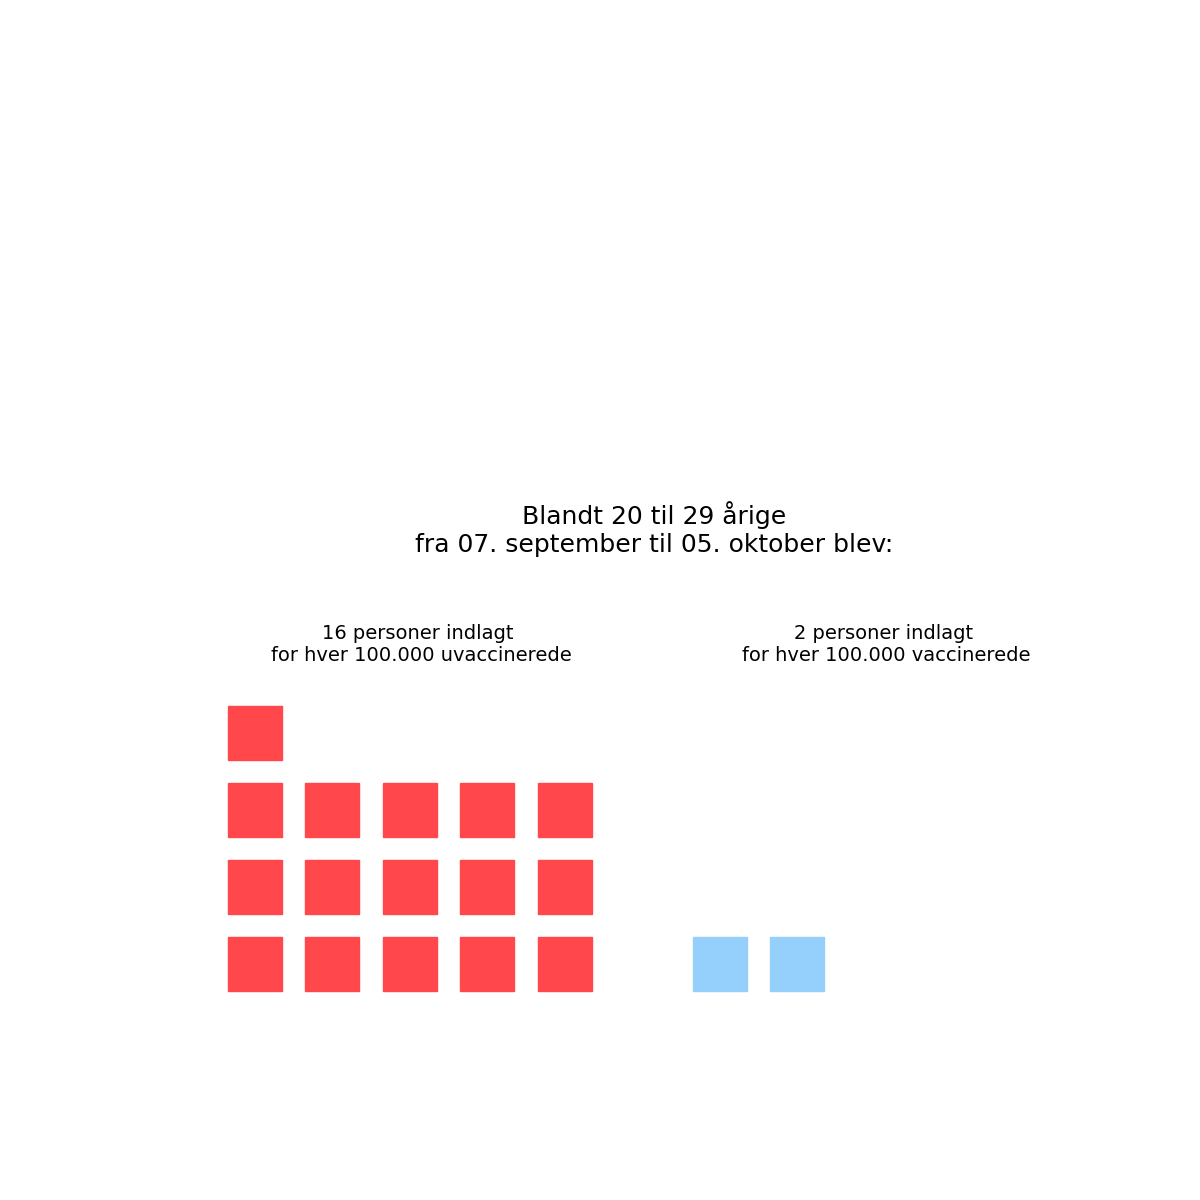 Blandt 20 til 29 årige
fra 07. september til 05. oktober blev:
16 personer indlagt
for hver 100.000 uvaccinerede
2 personer indlagt
for hver 100.000 vaccinerede